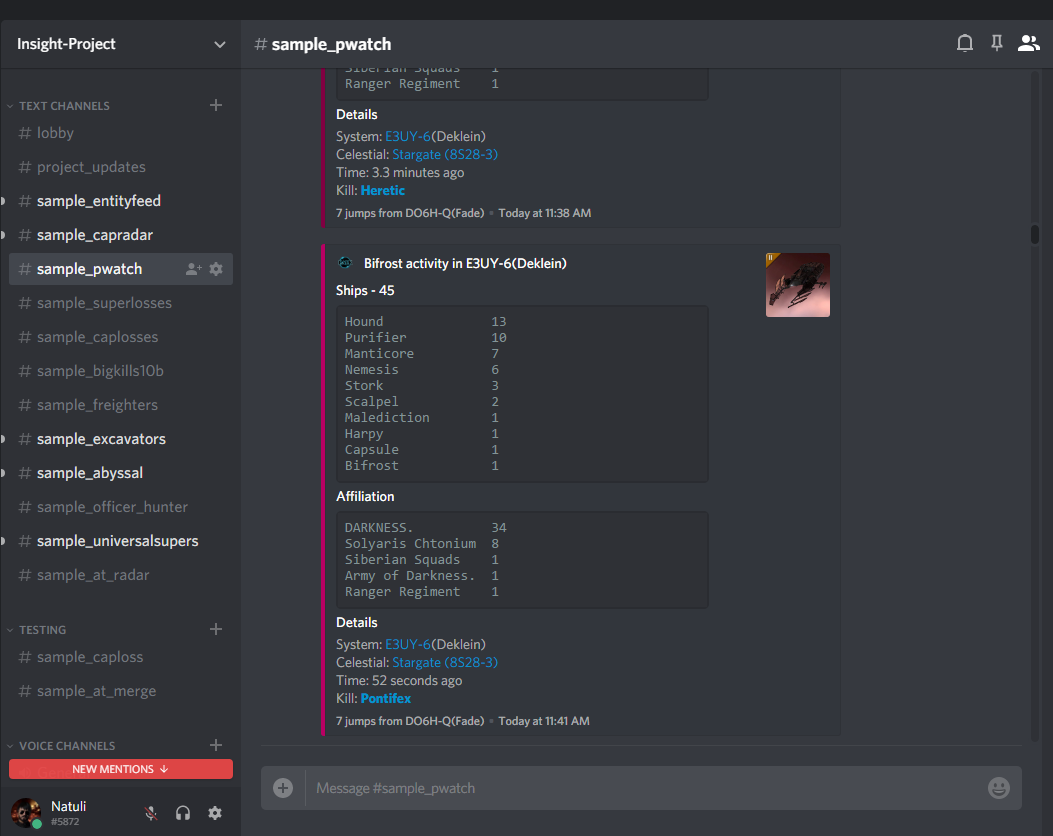 Insight-Project
# sample_pwatch
TEXT CHANNELS
# lobby
# project_updates
# sample_entityfeed
# sample_capradar
# sample_pwatch
# sample_superlosses
# sample_caplosses
# sample_bigkills10b
# sample_freighters
# sample_excavators
# sample_abyssal
# sample_officer_hunter
# sample_universalsupers
# sample_at_radar
TESTING
# sample_caploss
# sample_at_merge
VOICE CHANNELS
NEW MENTIONS ↓
Natuli
#5872
Siberian Squads 1
Ranger Regiment 1
Details
System: E3UY-6(Deklein)
Celestial: Stargate (8S28-3)
Time: 3.3 minutes ago
Kill: Heretic
7 jumps from DO6H-Q(Fade) • Today at 11:38 AM
Bifrost activity in E3UY-6(Deklein)
Ships - 45
Hound 13
Purifier 10
Manticore 7
Nemesis 6
Stork 3
Scalpel 2
Malediction 1
Harpy 1
Capsule 1
Bifrost 1
Affiliation
DARKNESS. 34
Solyaris Chtonium 8
Siberian Squads 1
Army of Darkness. 1
Ranger Regiment 1
Details
System: E3UY-6(Deklein)
Celestial: Stargate (8S28-3)
Time: 52 seconds ago
Kill: Pontifex
7 jumps from DO6H-Q(Fade) • Today at 11:41 AM
Message #sample_pwatch